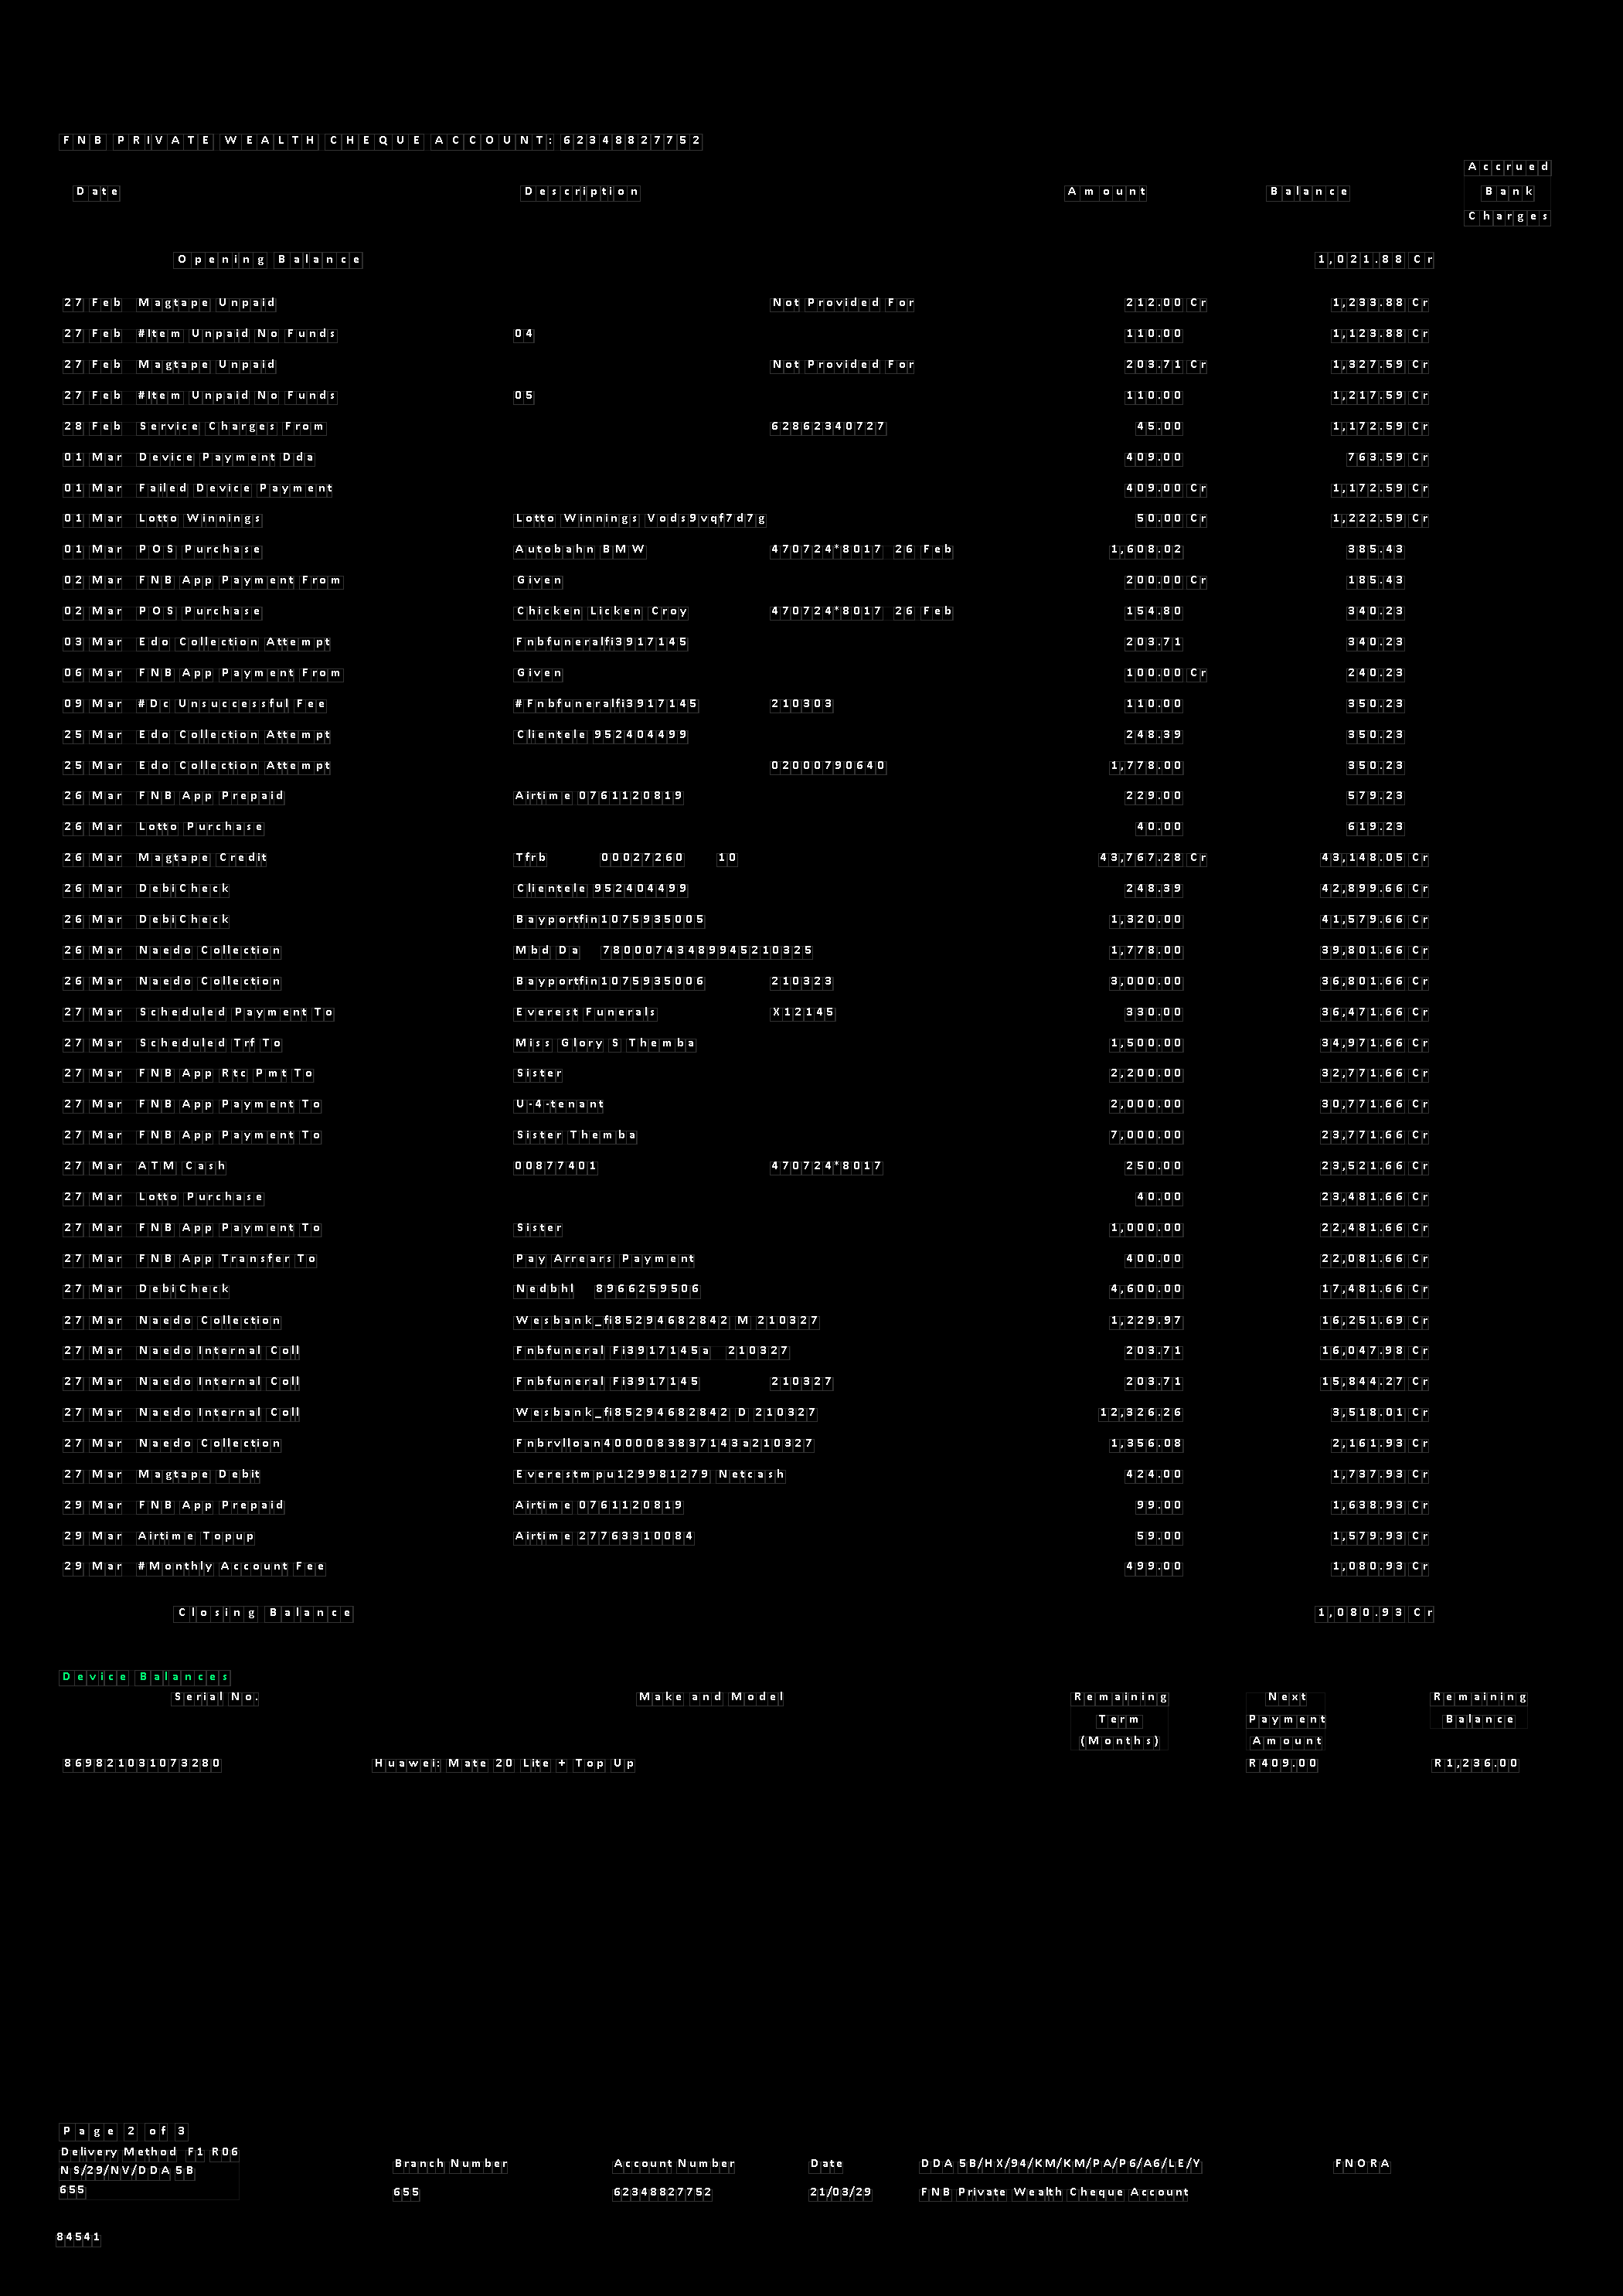 FNB PRIVATE WEALTH CHEQUE ACCOUNT: 62348827752
Date Description Amount Balance Accrued Bank Charges
Opening Balance 1,021.88 Cr
27 Feb Magtape Unpaid Not Provided For 212.00 Cr 1,233.88 Cr
27 Feb #Item Unpaid No Funds 04 110.00 1,123.88 Cr
27 Feb Magtape Unpaid Not Provided For 203.71 Cr 1,327.59 Cr
27 Feb #Item Unpaid No Funds 05 110.00 1,217.59 Cr
28 Feb Service Charges From 62862340727 45.00 1,172.59 Cr
01 Mar Device Payment Dda 409.00 763.59 Cr
01 Mar Failed Device Payment 409.00 Cr 1,172.59 Cr
01 Mar Lotto Winnings Lotto Winnings Vods9vqf7d7g 50.00 Cr 1,222.59 Cr
01 Mar POS Purchase Autobahn BMW 470724*8017 26 Feb 1,608.02 385.43
02 Mar FNB App Payment From Given 200.00 Cr 185.43
02 Mar POS Purchase Chicken Licken Croy 470724*8017 26 Feb 154.80 340.23
03 Mar Edo Collection Attempt Fnbfuneralfi3917145 203.71 340.23
06 Mar FNB App Payment From Given 100.00 Cr 240.23
09 Mar #Dc Unsuccessful Fee #Fnbfuneralfi3917145 210303 110.00 350.23
25 Mar Edo Collection Attempt Clientele 952404499 248.39 350.23
25 Mar Edo Collection Attempt 02000790640 1,778.00 350.23
26 Mar FNB App Prepaid Airtime 0761120819 229.00 579.23
26 Mar Lotto Purchase 40.00 619.23
26 Mar Magtape Credit Tfrb 00027260 10 43,767.28 Cr 43,148.05 Cr
26 Mar DebiCheck Clientele 952404499 248.39 42,899.66 Cr
26 Mar DebiCheck Bayportfin1075935005 1,320.00 41,579.66 Cr
26 Mar Naedo Collection Mbd Da 78000743489945210325 1,778.00 39,801.66 Cr
26 Mar Naedo Collection Bayportfin1075935006 210323 3,000.00 36,801.66 Cr
27 Mar Scheduled Payment To Everest Funerals X12145 330.00 36,471.66 Cr
27 Mar Scheduled Trf To Miss Glory S Themba 1,500.00 34,971.66 Cr
27 Mar FNB App Rtc Pmt To Sister 2,200.00 32,771.66 Cr
27 Mar FNB App Payment To U-4-tenant 2,000.00 30,771.66 Cr
27 Mar FNB App Payment To Sister Themba 7,000.00 23,771.66 Cr
27 Mar ATM Cash 00877401 470724*8017 250.00 23,521.66 Cr
27 Mar Lotto Purchase 40.00 23,481.66 Cr
27 Mar FNB App Payment To Sister 1,000.00 22,481.66 Cr
27 Mar FNB App Transfer To Pay Arrears Payment 400.00 22,081.66 Cr
27 Mar DebiCheck Nedbhl 8966259506 4,600.00 17,481.66 Cr
27 Mar Naedo Collection Wesbank_fi85294682842 M 210327 1,229.97 16,251.69 Cr
27 Mar Naedo Internal Coll Fnbfuneral Fi3917145a 210327 203.71 16,047.98 Cr
27 Mar Naedo Internal Coll Fnbfuneral Fi3917145 210327 203.71 15,844.27 Cr
27 Mar Naedo Internal Coll Wesbank_fi85294682842 D 210327 12,326.26 3,518.01 Cr
27 Mar Naedo Collection Fnbrvlloan4000083837143a210327 1,356.08 2,161.93 Cr
27 Mar Magtape Debit Everestmpu129981279 Netcash 424.00 1,737.93 Cr
29 Mar FNB App Prepaid Airtime 0761120819 99.00 1,638.93 Cr
29 Mar Airtime Topup Airtime 27763310084 59.00 1,579.93 Cr
29 Mar #Monthly Account Fee 499.00 1,080.93 Cr
Closing Balance 1,080.93 Cr
Device Balances
Serial No. Make and Model Remaining Term (Months) Next Payment Amount Remaining Balance
869821031073280 Huawei: Mate 20 Lite + Top Up R409.00 R1,236.00
Page 2 of 3
Delivery Method F1 R06
NS/29/NV/DDA 5B
655
Branch Number Account Number Date DDA 5B/HX/94/KM/KM/PA/P6/A6/LE/Y FNORA
655 62348827752 21/03/29 FNB Private Wealth Cheque Account
84541